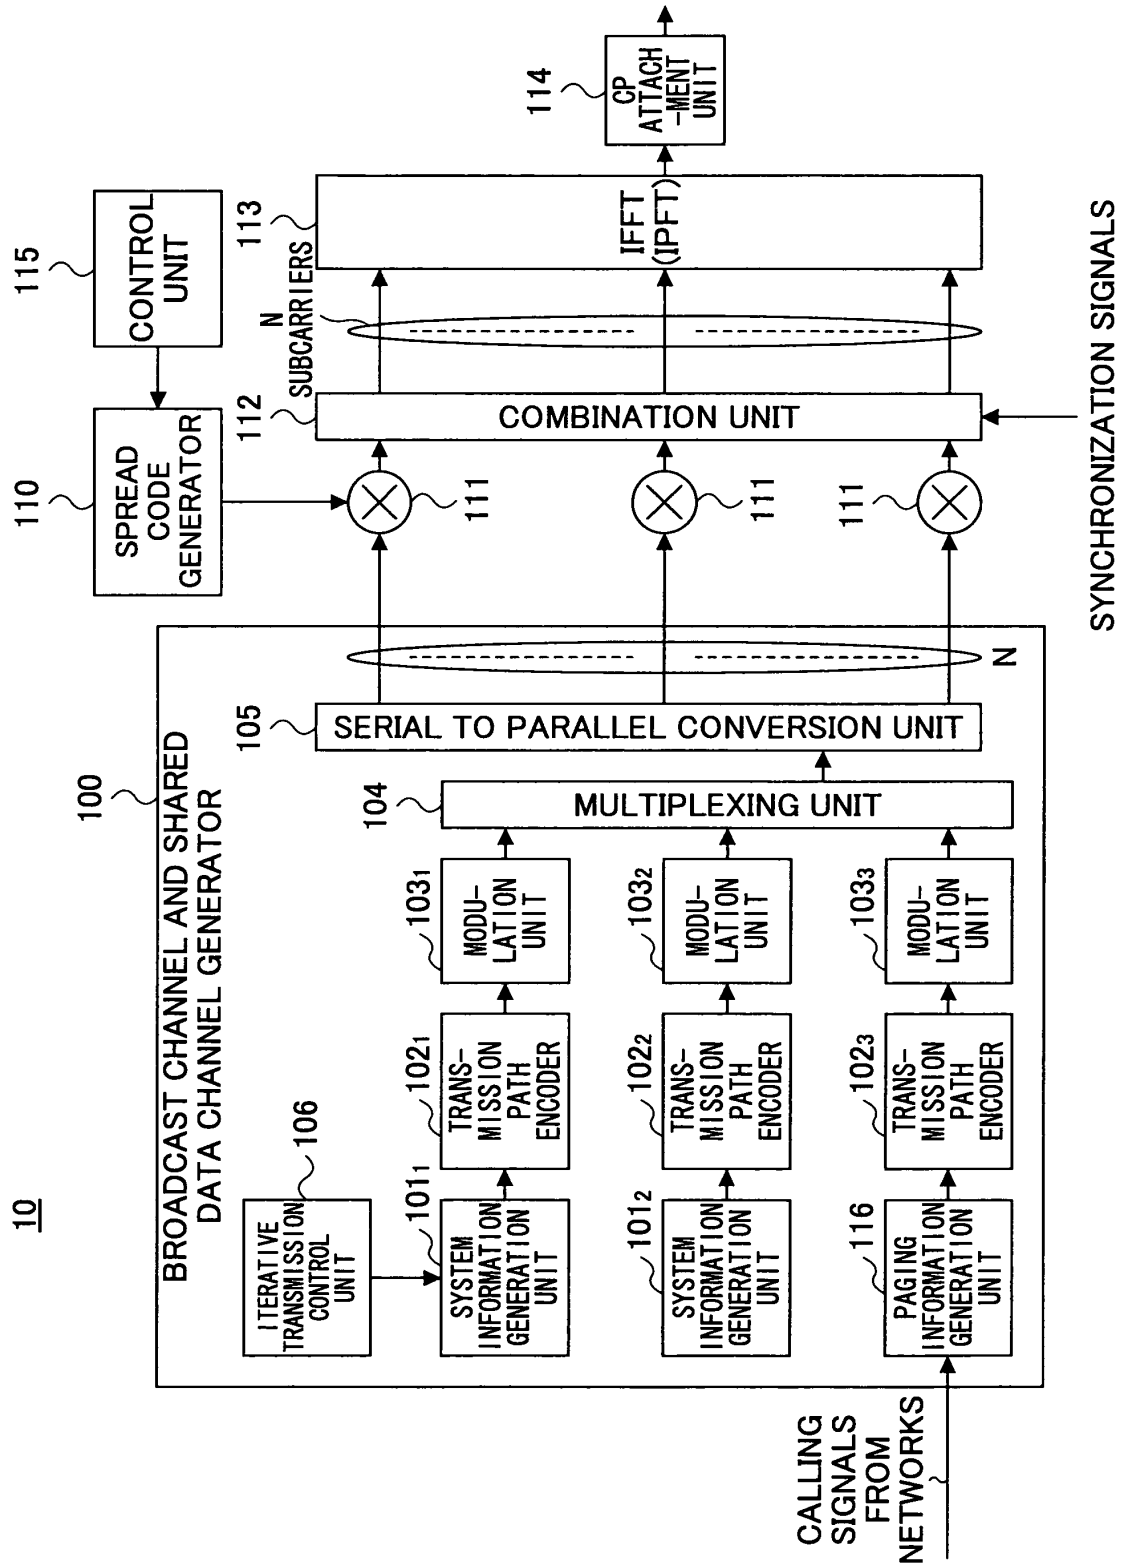 10
BROADCAST CHANNEL AND SHARED
DATA CHANNEL GENERATOR
100
ITERATIVE
TRANSMISSION
CONTROL
UNIT
106
SYSTEM
INFORMATION
GENERATION
UNIT
101₁
TRANS-
MISSION
PATH
ENCODER
102₁
MODU-
LATION
UNIT
103₁
SYSTEM
INFORMATION
GENERATION
UNIT
101₂
TRANS-
MISSION
PATH
ENCODER
102₂
MODU-
LATION
UNIT
103₂
CALLING
SIGNALS
FROM
NETWORKS
PAGING
INFORMATION
GENERATION
UNIT
116
TRANS-
MISSION
PATH
ENCODER
102₃
MODU-
LATION
UNIT
103₃
MULTIPLEXING UNIT
104
SERIAL TO PARALLEL CONVERSION UNIT
105
N
SPREAD
CODE
GENERATOR
110
CONTROL
UNIT
115
111
111
111
COMBINATION UNIT
112
SYNCHRONIZATION SIGNALS
N
SUBCARRIERS
IFFT
(IPFT)
113
CP
ATTACH
-MENT
UNIT
114